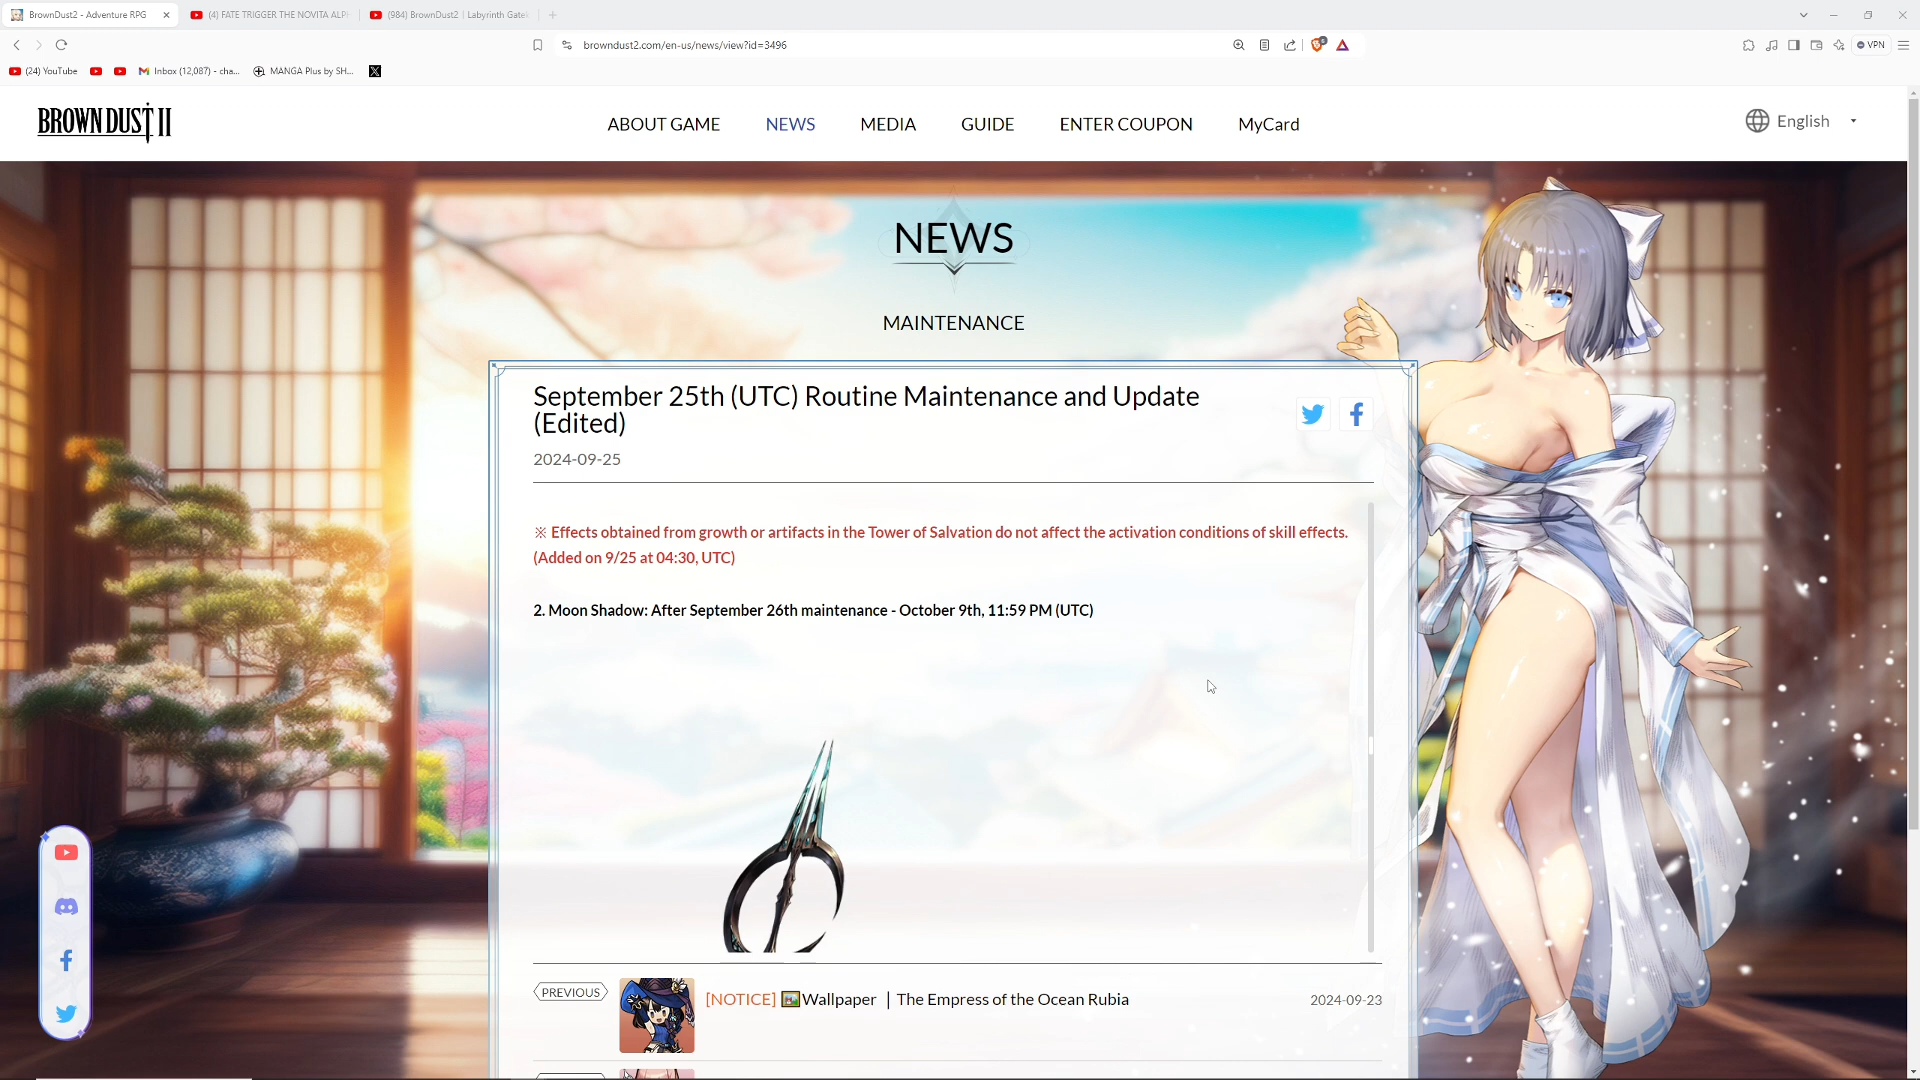 BrownDust2 - Adventure RPG
(4) FATE TRIGGER THE NOVITA ALP
(984) BrownDust2 | Labyrinth Gate
browndust2.com/en-us/news/view?id=3496
VPN
(24) YouTube
Inbox (12,087) - cha...
MANGA Plus by SH...
BROWN DUST II
ABOUT GAME
NEWS
MEDIA
GUIDE
ENTER COUPON
MyCard
English
NEWS
MAINTENANCE
September 25th (UTC) Routine Maintenance and Update
(Edited)
2024-09-25
※ Effects obtained from growth or artifacts in the Tower of Salvation do not affect the activation conditions of skill effects.
(Added on 9/25 at 04:30, UTC)
2. Moon Shadow: After September 26th maintenance - October 9th, 11:59 PM (UTC)
PREVIOUS
[NOTICE] 🖼️Wallpaper | The Empress of the Ocean Rubia
2024-09-23